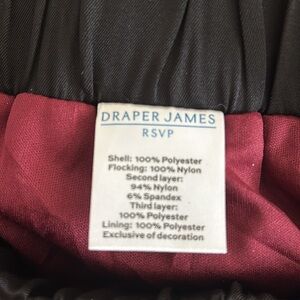 DRAPER JAMES
RSVP
Shell: 100% Polyester
Flocking: 100% Nylon
Second layer:
94% Nylon
6% Spandex
Third layer:
100% Polyester
Lining: 100% Polyester
Exclusive of decoration